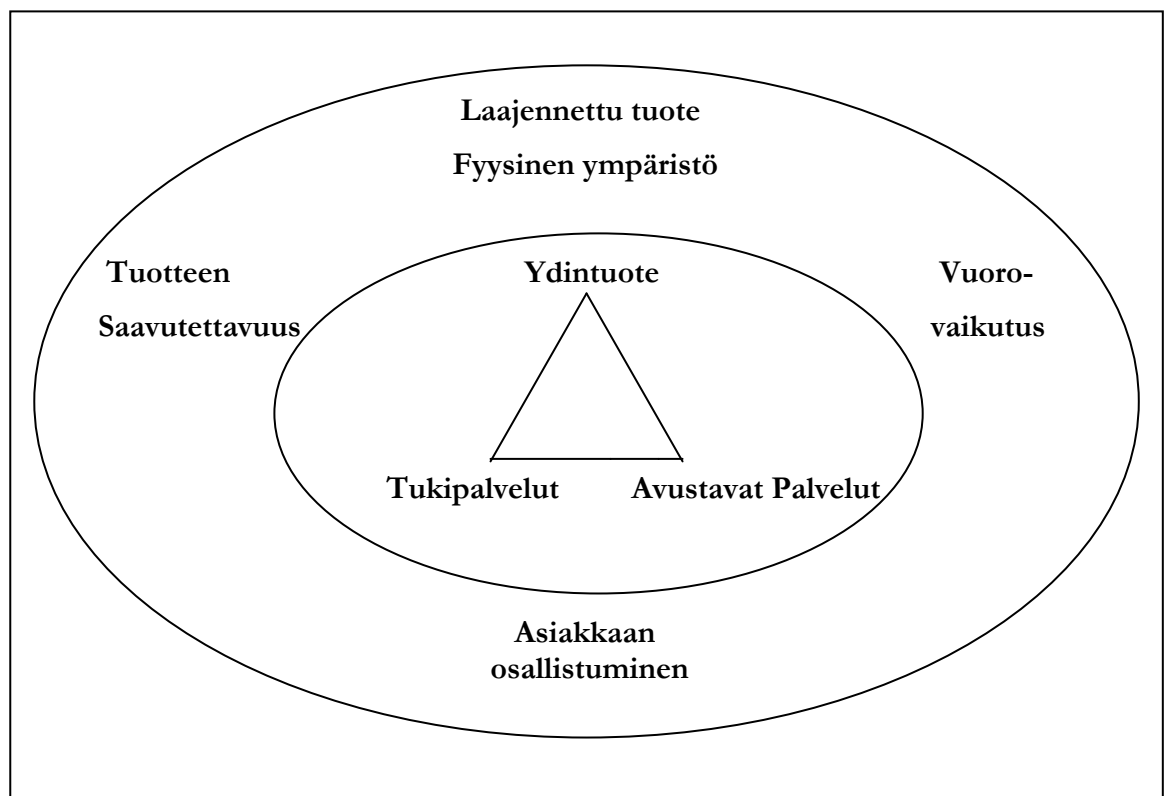 Laajennettu tuote
Fyysinen ympäristö
Tuotteen
Saavutettavuus
Ydintuote
Vuoro-
vaikutus
Tukipalvelut
Avustavat Palvelut
Asiakkaan
osallistuminen